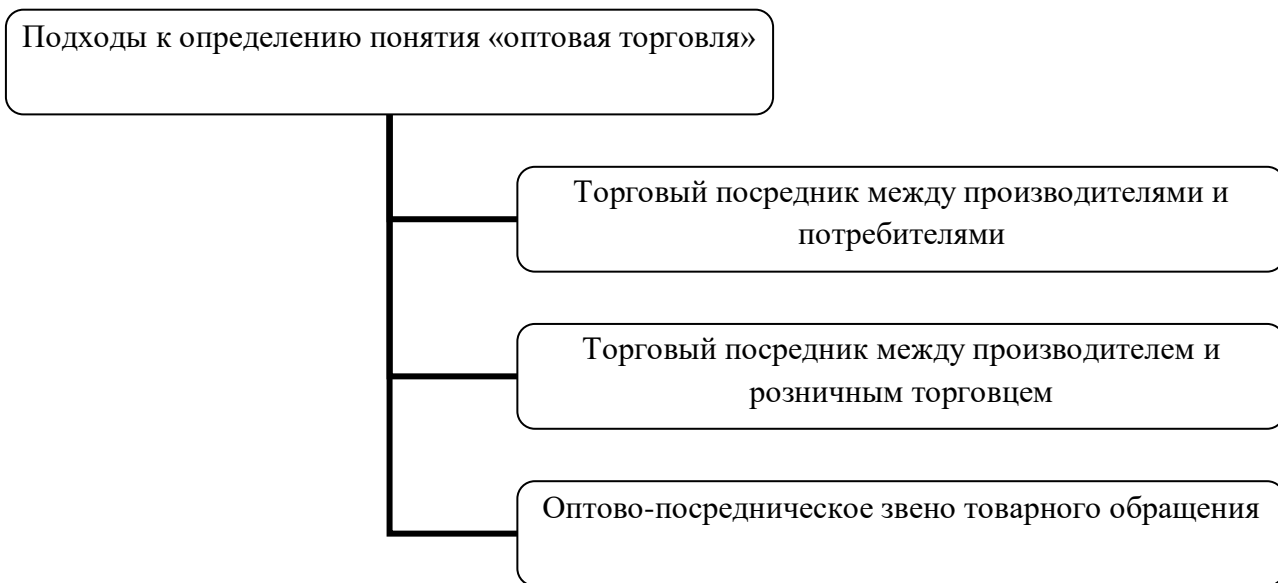 Подходы к определению понятия «оптовая торговля»
Торговый посредник между производителями и
потребителями
Торговый посредник между производителем и
розничным торговцем
Оптово-посредническое звено товарного обращения